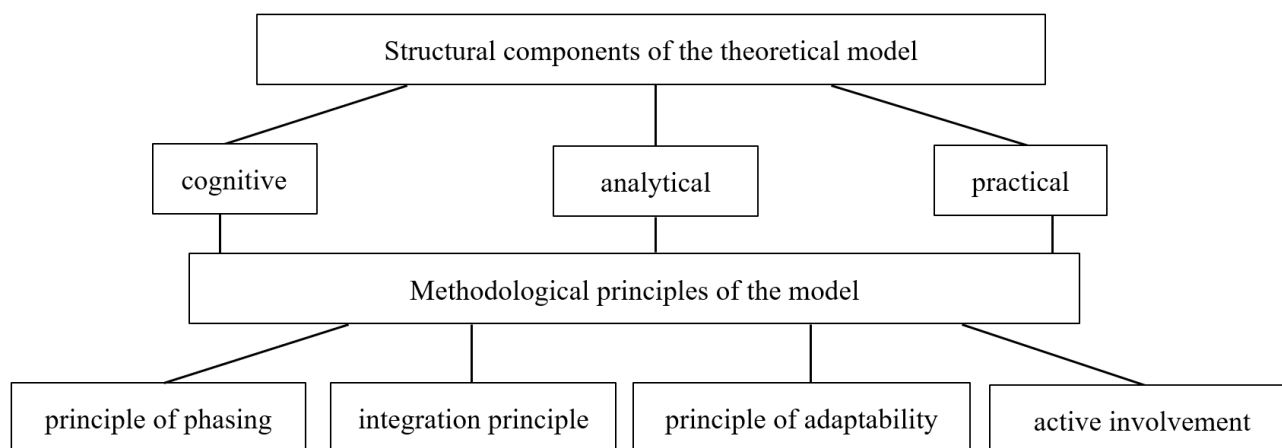 Structural components of the theoretical model
cognitive
analytical
practical
Methodological principles of the model
principle of phasing
integration principle
principle of adaptability
active involvement